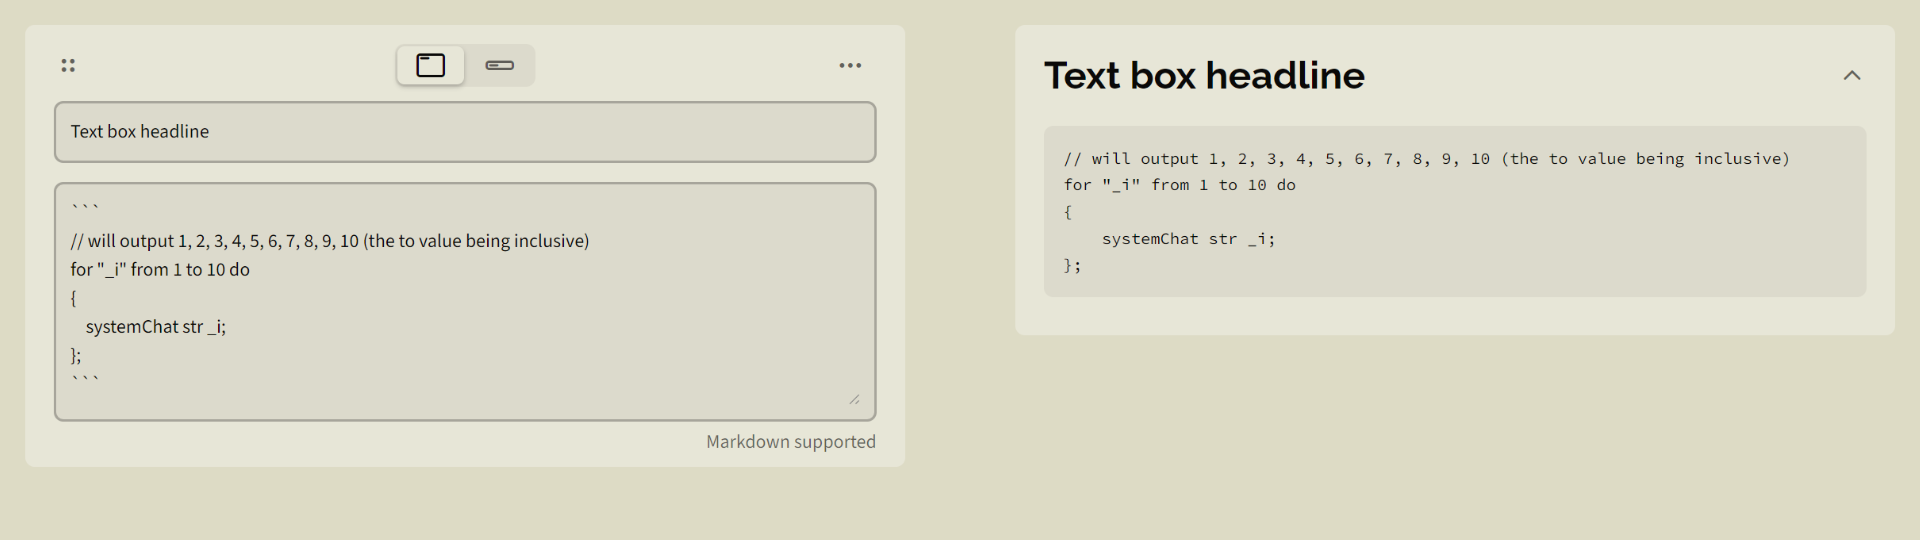 Text box headline
```
// will output 1, 2, 3, 4, 5, 6, 7, 8, 9, 10 (the to value being inclusive)
for "_i" from 1 to 10 do
{
    systemChat str _i;
};
```
Markdown supported
Text box headline
// will output 1, 2, 3, 4, 5, 6, 7, 8, 9, 10 (the to value being inclusive)
for "_i" from 1 to 10 do
{
    systemChat str _i;
};